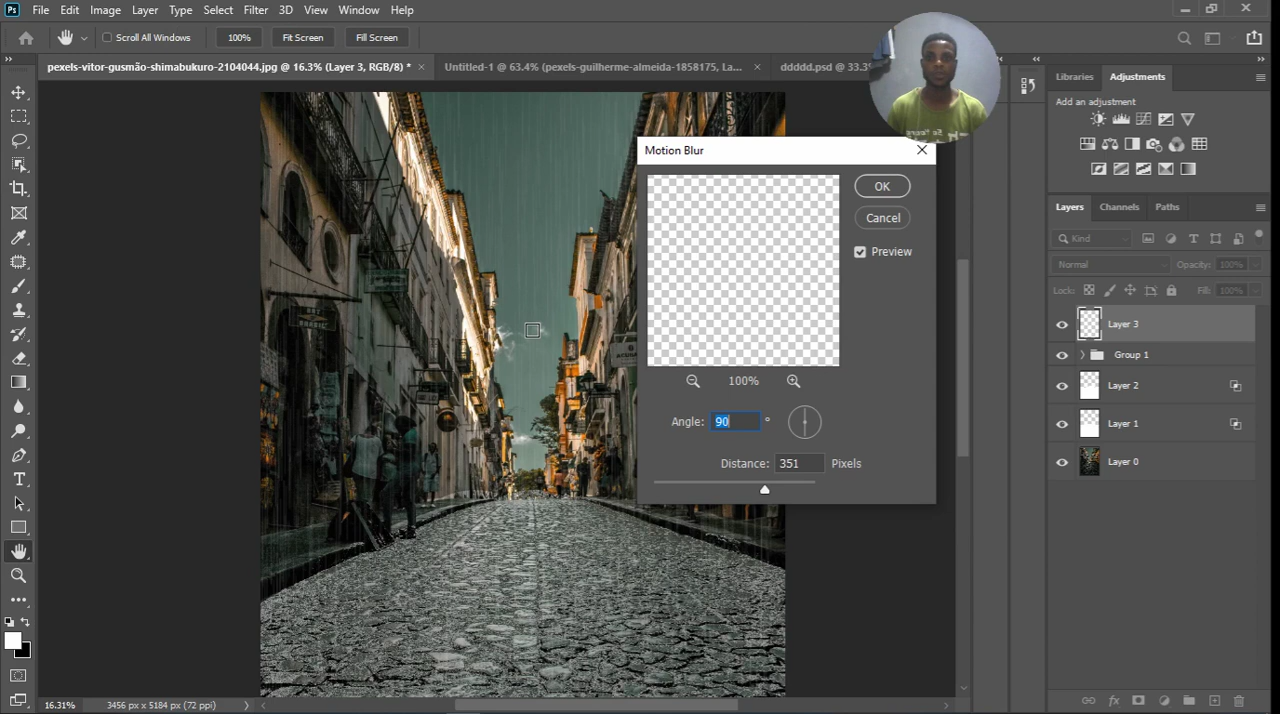 Ps File Edit Image Layer Type Select Filter 3D View Window Help
Scroll All Windows 100% Fit Screen Fill Screen
pexels-vitor-gusmão-shimabukuro-2104044.jpg @ 16.3% (Layer 3, RGB/8) * × Untitled-1 @ 63.4% (pexels-guilherme-almeida-1858175, La... × ddddd.psd @ 33.3%
Libraries Adjustments
Add an adjustment
Motion Blur
OK
Cancel
Preview
100%
Angle: 90 °
Distance: 351 Pixels
Layers Channels Paths
Kind
Normal Opacity: 100%
Lock: Fill: 100%
Layer 3
Group 1
Layer 2
Layer 1
Layer 0
16.31% 3456 px x 5184 px (72 ppi)